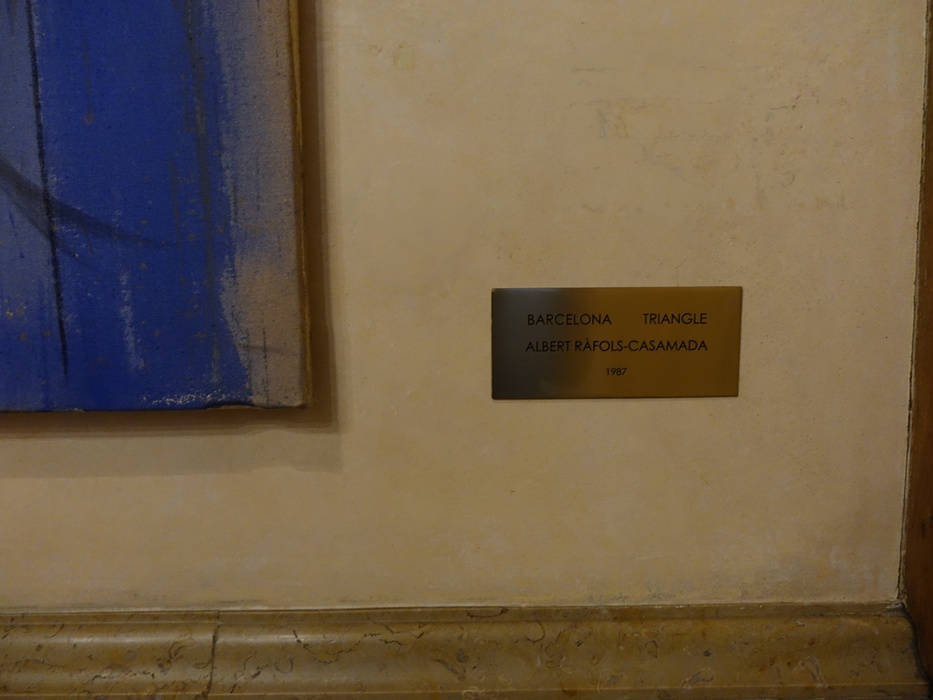 BARCELONA TRIANGLE
ALBERT RÀFOLS-CASAMADA
1987